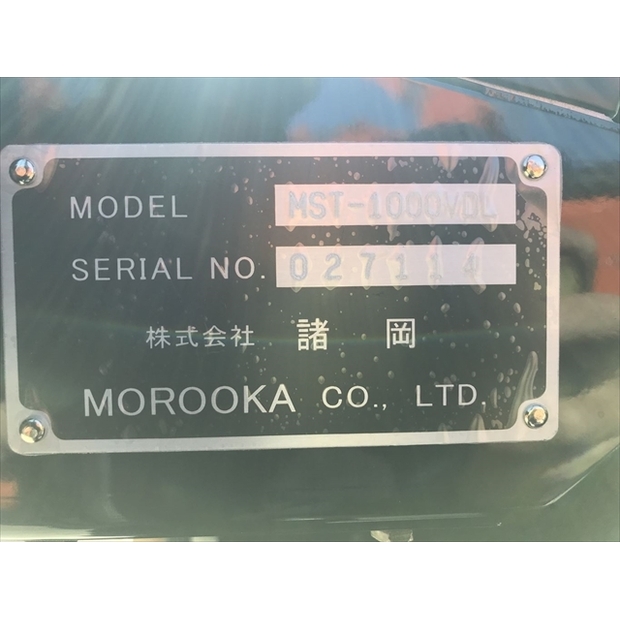 MODEL MST-1000VDL
SERIAL NO. 027114
株式会社 諸岡
MOROOKA CO., LTD.